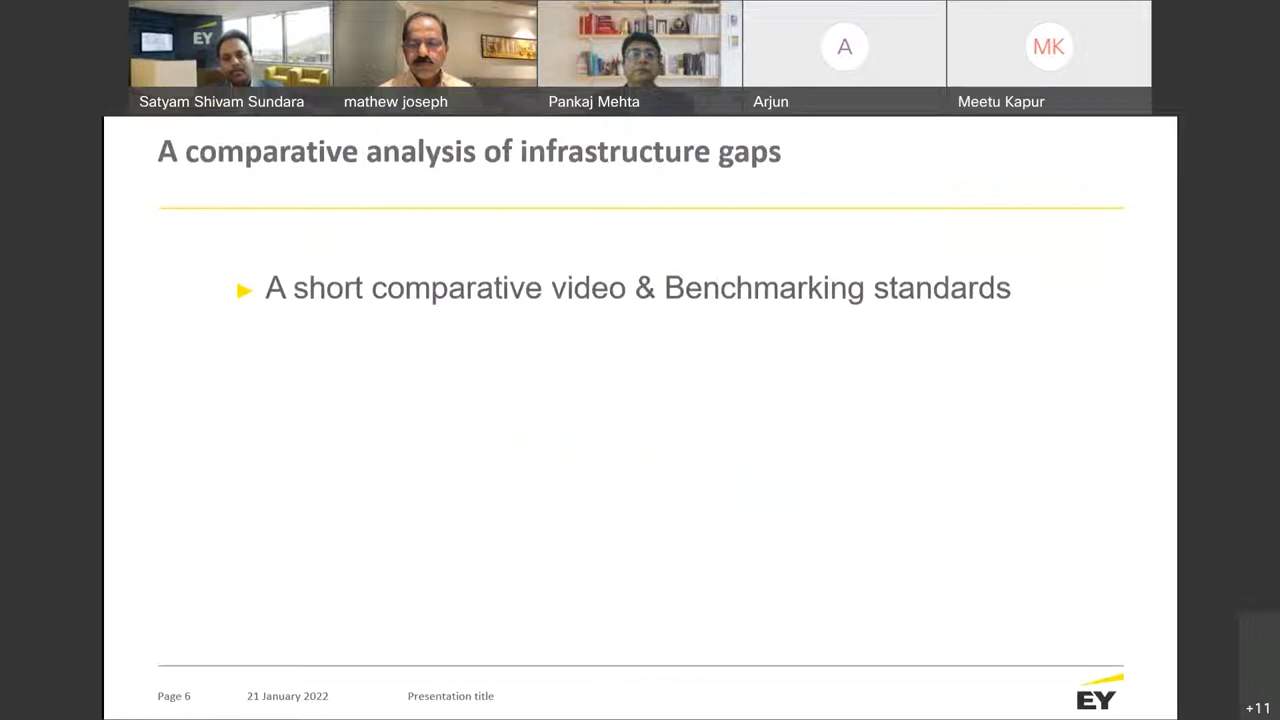 EY
A
MK
Satyam Shivam Sundara
mathew joseph
Pankaj Mehta
Arjun
Meetu Kapur
A comparative analysis of infrastructure gaps
► A short comparative video & Benchmarking standards
Page 6
21 January 2022
Presentation title
EY
+11